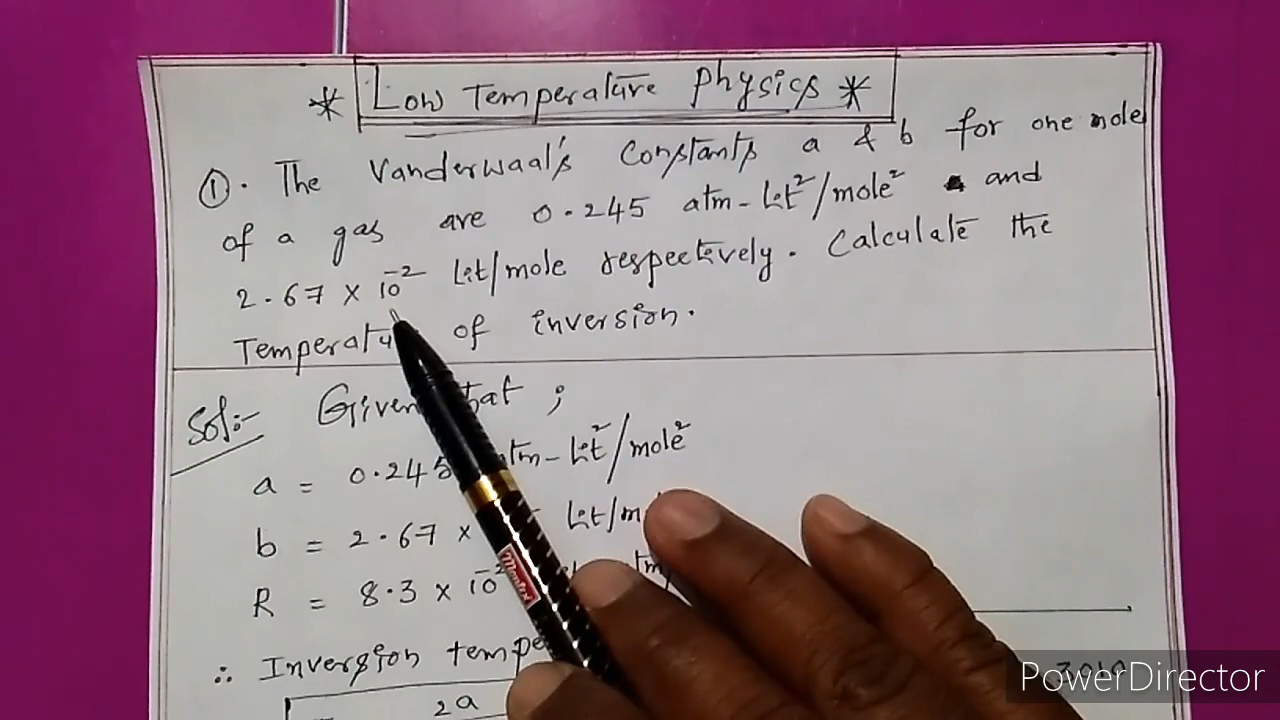 * Low Temperature Physics *
①. The Vanderwaal's constants a & b for one mole
of a gas are 0.245 atm-Lit²/mole² and
2.67 × 10⁻² Lit/mole respectively. Calculate the
Temperatu of inversion.
Sol:- Given that ;
a = 0.245 atm-Lit²/mole²
b = 2.67 × Lit/m
R = 8.3 × 10⁻²
∴ Inversion tempe
2a
Montex
PowerDirector